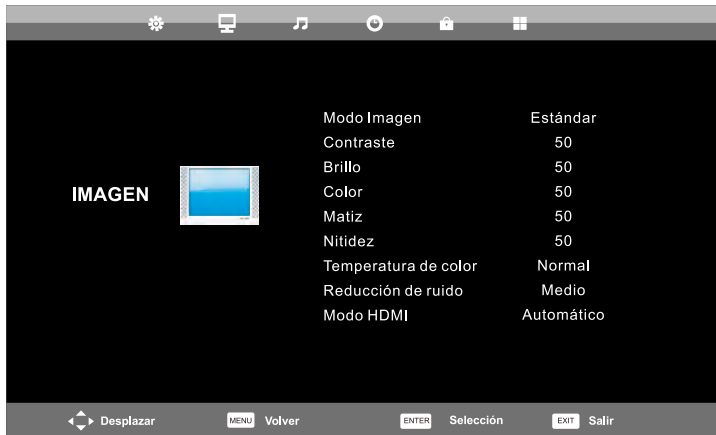 Modo Imagen Estándar
Contraste 50
Brillo 50
IMAGEN
Color 50
Matiz 50
Nitidez 50
Temperatura de color Normal
Reducción de ruido Medio
Modo HDMI Automático
Desplazar MENU Volver ENTER Selección EXIT Salir